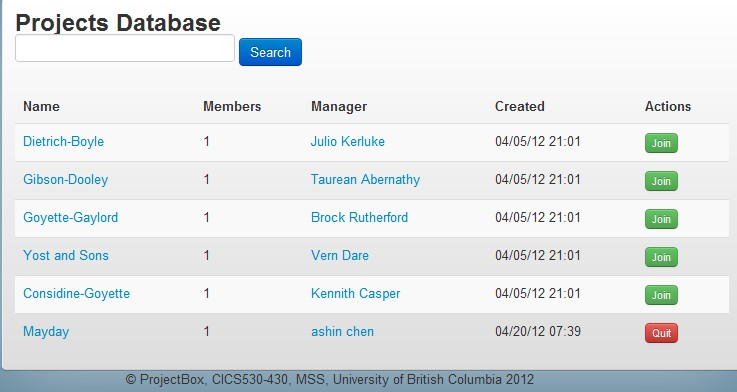 Projects Database
Search
Name Members Manager Created Actions
Dietrich-Boyle 1 Julio Kerluke 04/05/12 21:01 Join
Gibson-Dooley 1 Taurean Abernathy 04/05/12 21:01 Join
Goyette-Gaylord 1 Brock Rutherford 04/05/12 21:01 Join
Yost and Sons 1 Vern Dare 04/05/12 21:01 Join
Considine-Goyette 1 Kennith Casper 04/05/12 21:01 Join
Mayday 1 ashin chen 04/20/12 07:39 Quit
© ProjectBox, CICS530-430, MSS, University of British Columbia 2012